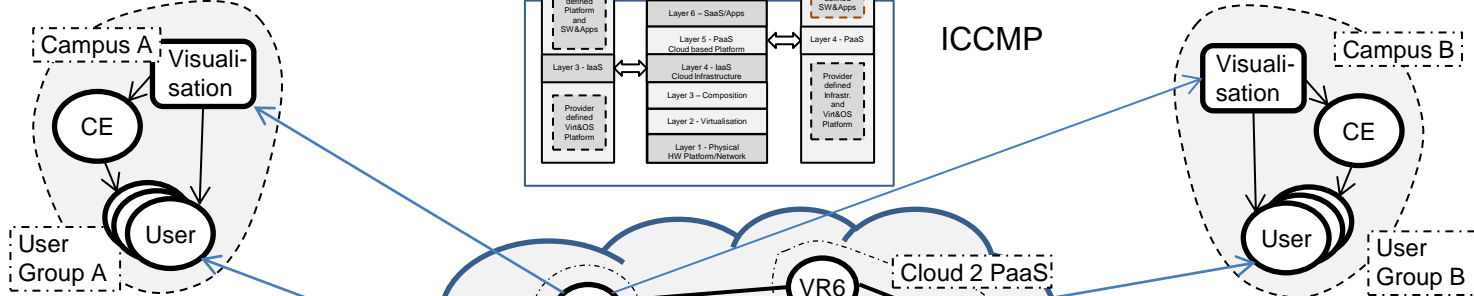 Campus A
Visuali-
sation
CE
User
User
Group A
defined
Platform
and
SW&Apps
Layer 3 - IaaS
Provider
defined
Virt&OS
Platform
Layer 6 – SaaS/Apps
Layer 5 - PaaS
Cloud based Platform
Layer 4 - IaaS
Cloud Infrastructure
Layer 3 – Composition
Layer 2 - Virtualisation
Layer 1 - Physical
HW Platform/Network
SW&Apps
Layer 4 - PaaS
Provider
defined
Infrastr.
and
Virt&OS
Platform
ICCMP
Campus B
Visuali-
sation
CE
User
User
Group B
Cloud 2 PaaS
VR6